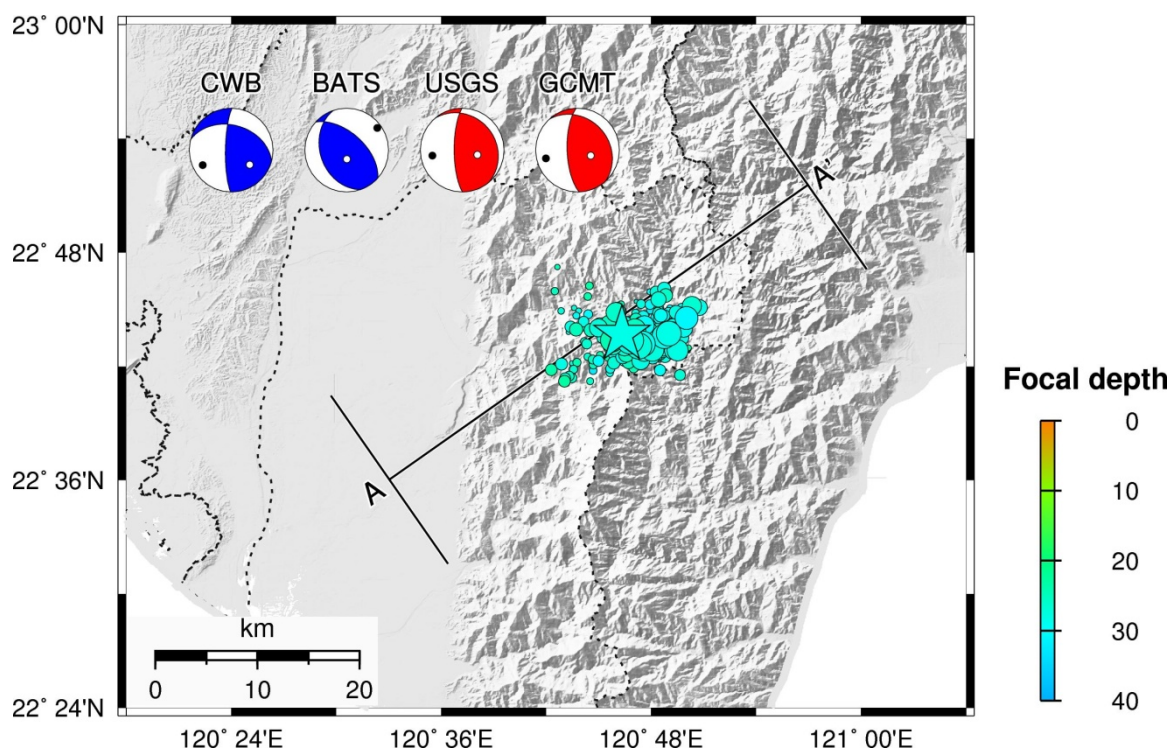 23˚ 00'N
CWB BATS USGS GCMT
A'
22˚ 48'N
Focal depth
0
22˚ 36'N
A
10
20
km
30
0 10 20
40
22˚ 24'N
120˚ 24'E 120˚ 36'E 120˚ 48'E 121˚ 00'E